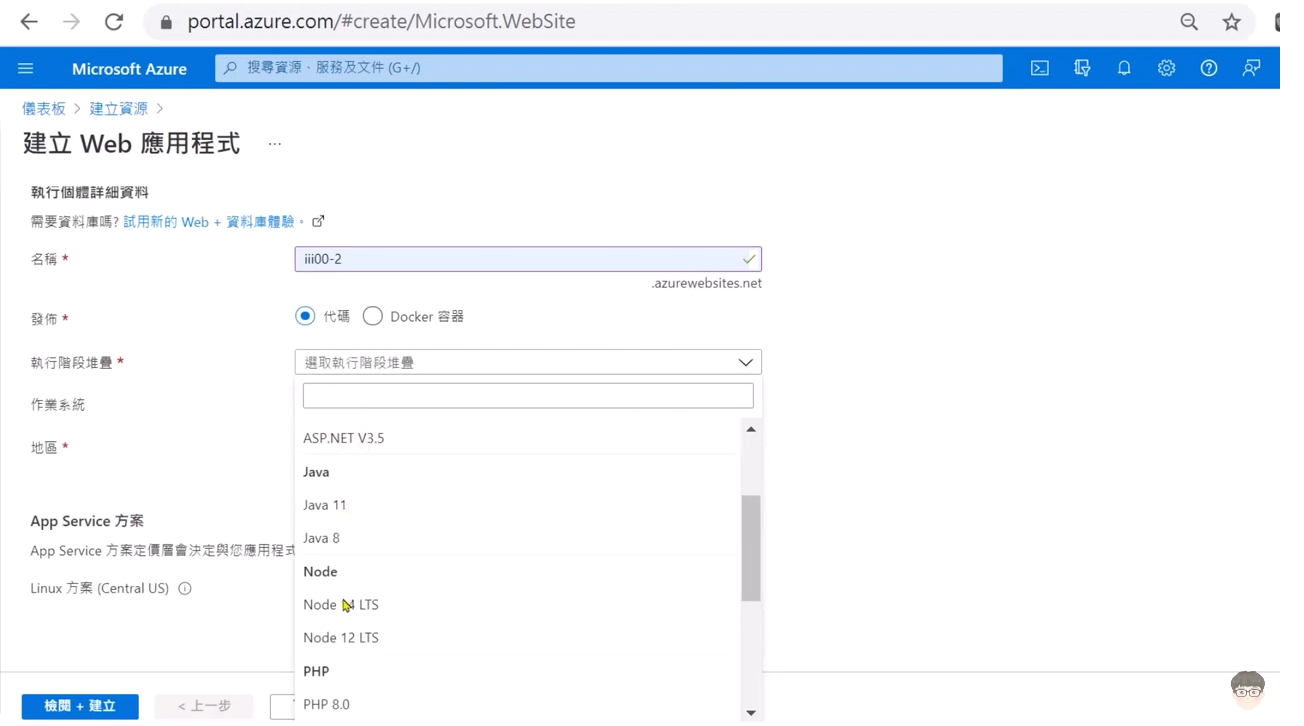 portal.azure.com/#create/Microsoft.WebSite
Microsoft Azure
搜尋資源、服務及文件 (G+/)
儀表板 > 建立資源 >
建立 Web 應用程式 ...
執行個體詳細資料
需要資料庫嗎? 試用新的 Web + 資料庫體驗。
名稱 *
iii00-2
.azurewebsites.net
發佈 *
代碼
Docker 容器
執行階段堆疊 *
選取執行階段堆疊
作業系統
地區 *
ASP.NET V3.5
Java
Java 11
Java 8
Node
Node 14 LTS
Node 12 LTS
PHP
PHP 8.0
App Service 方案
App Service 方案定價層會決定與您應用程式
Linux 方案 (Central US)
檢閱 + 建立
< 上一步